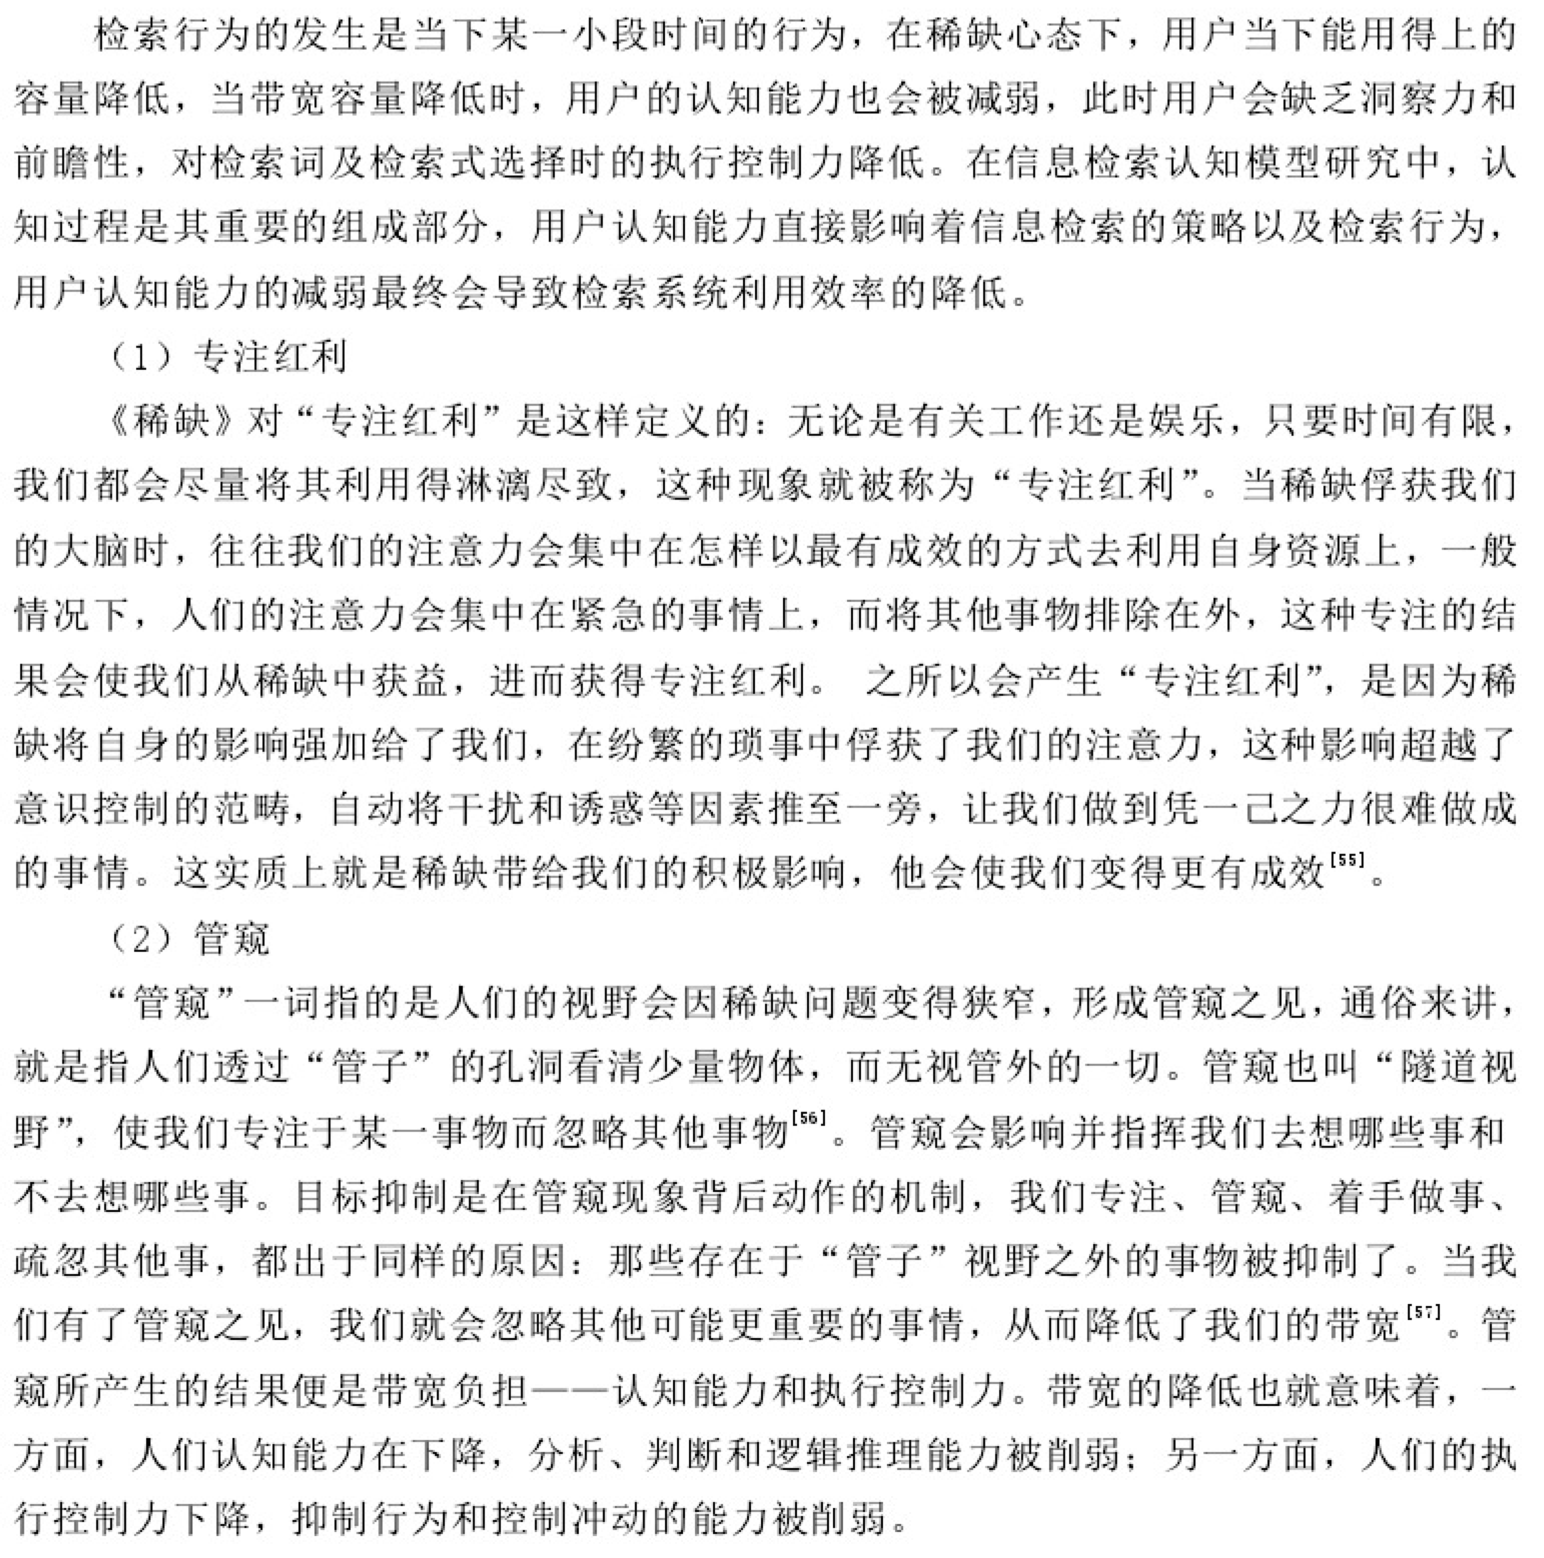 检索行为的发生是当下某一小段时间的行为，在稀缺心态下，用户当下能用得上的
容量降低，当带宽容量降低时，用户的认知能力也会被减弱，此时用户会缺乏洞察力和
前瞻性，对检索词及检索式选择时的执行控制力降低。在信息检索认知模型研究中，认
知过程是其重要的组成部分，用户认知能力直接影响着信息检索的策略以及检索行为，
用户认知能力的减弱最终会导致检索系统利用效率的降低。
（1）专注红利
《稀缺》对“专注红利”是这样定义的：无论是有关工作还是娱乐，只要时间有限，
我们都会尽量将其利用得淋漓尽致，这种现象就被称为“专注红利”。当稀缺俘获我们
的大脑时，往往我们的注意力会集中在怎样以最有成效的方式去利用自身资源上，一般
情况下，人们的注意力会集中在紧急的事情上，而将其他事物排除在外，这种专注的结
果会使我们从稀缺中获益，进而获得专注红利。 之所以会产生“专注红利”，是因为稀
缺将自身的影响强加给了我们，在纷繁的琐事中俘获了我们的注意力，这种影响超越了
意识控制的范畴，自动将干扰和诱惑等因素推至一旁，让我们做到凭一己之力很难做成
的事情。这实质上就是稀缺带给我们的积极影响，他会使我们变得更有成效[55]。
（2）管窥
“管窥”一词指的是人们的视野会因稀缺问题变得狭窄，形成管窥之见，通俗来讲，
就是指人们透过“管子”的孔洞看清少量物体，而无视管外的一切。管窥也叫“隧道视
野”，使我们专注于某一事物而忽略其他事物[56]。管窥会影响并指挥我们去想哪些事和
不去想哪些事。目标抑制是在管窥现象背后动作的机制，我们专注、管窥、着手做事、
疏忽其他事，都出于同样的原因：那些存在于“管子”视野之外的事物被抑制了。当我
们有了管窥之见，我们就会忽略其他可能更重要的事情，从而降低了我们的带宽[57]。管
窥所产生的结果便是带宽负担——认知能力和执行控制力。带宽的降低也就意味着，一
方面，人们认知能力在下降，分析、判断和逻辑推理能力被削弱；另一方面，人们的执
行控制力下降，抑制行为和控制冲动的能力被削弱。